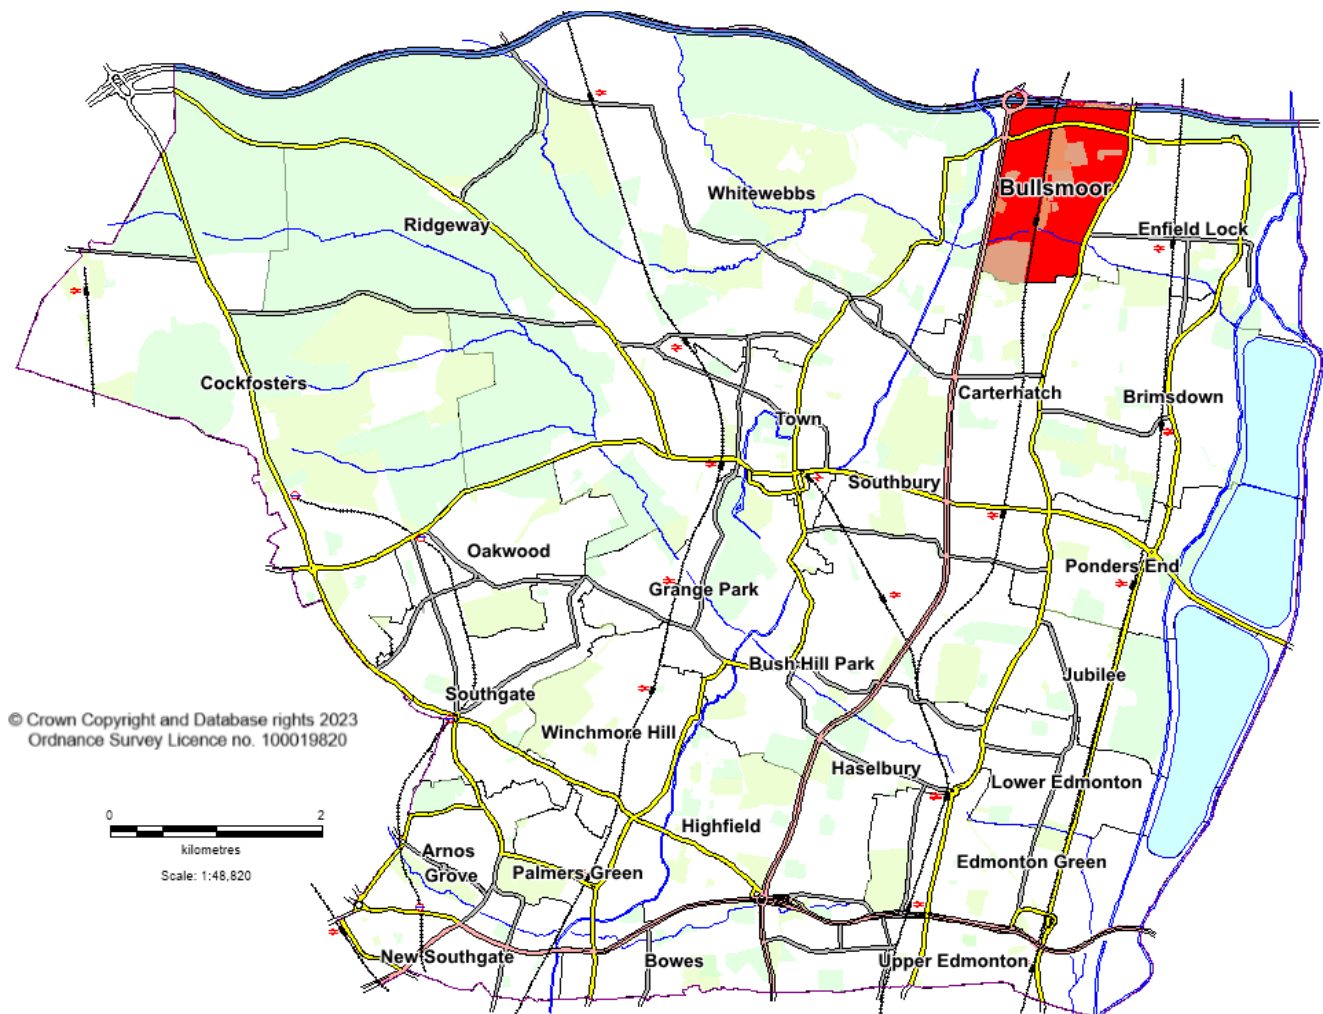 Bullsmoor
Whitewebbs
Ridgeway
Enfield Lock
Cockfosters
Carterhatch
Brimsdown
Town
Southbury
Oakwood
Ponders End
Grange Park
Bush Hill Park
Jubilee
Southgate
© Crown Copyright and Database rights 2023
Ordnance Survey Licence no. 100019820
Winchmore Hill
Haselbury
Lower Edmonton
0 2
kilometres
Scale: 1:48,820
Highfield
Arnos
Grove
Palmers Green
Edmonton Green
New Southgate
Bowes
Upper Edmonton